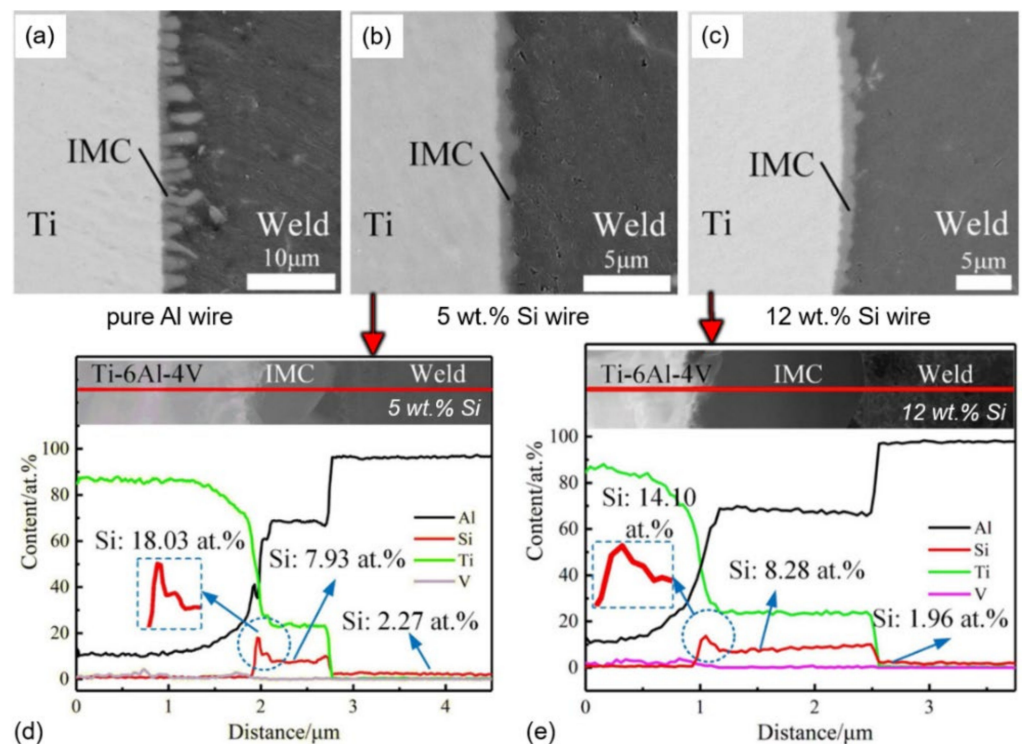 (a)
IMC
Ti
Weld
10μm
(b)
IMC
Ti
Weld
5μm
(c)
IMC
Ti
Weld
5μm
pure Al wire
5 wt.% Si wire
12 wt.% Si wire
Ti-6Al-4V IMC Weld
5 wt.% Si
Content/at.%
100
80
60
40
20
0
Si: 18.03 at.%
Si: 7.93 at.%
Si: 2.27 at.%
Al
Si
Ti
V
0 1 2 3 4
Distance/μm
(d)
Ti-6Al-4V IMC Weld
12 wt.% Si
Content/at.%
100
80
60
40
20
0
Si: 14.10
at.%
Si: 8.28 at.%
Si: 1.96 at.%
Al
Si
Ti
V
0 1 2 3
Distance/μm
(e)